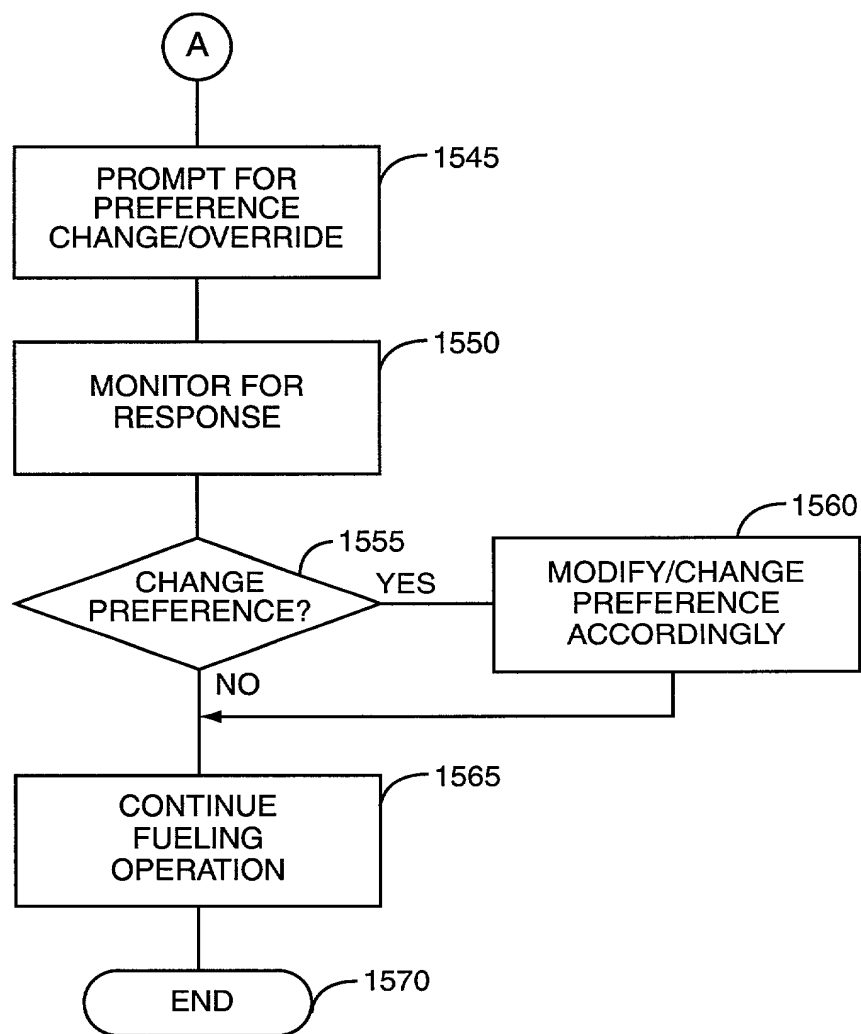 A
1545
PROMPT FOR
PREFERENCE
CHANGE/OVERRIDE
1550
MONITOR FOR
RESPONSE
1555
CHANGE
PREFERENCE?
YES
1560
MODIFY/CHANGE
PREFERENCE
ACCORDINGLY
NO
1565
CONTINUE
FUELING
OPERATION
END
1570